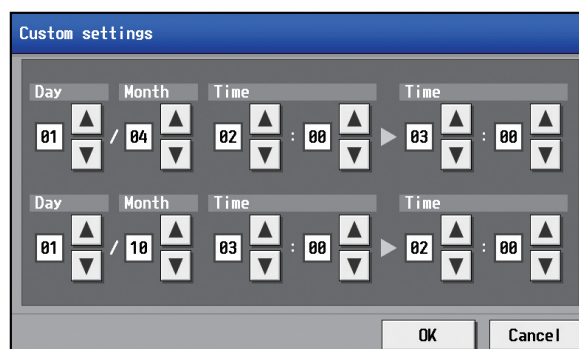 Custom settings
Day Month Time Time
01 / 04 02 : 00 03 : 00
Day Month Time Time
01 / 10 03 : 00 02 : 00
OK Cancel